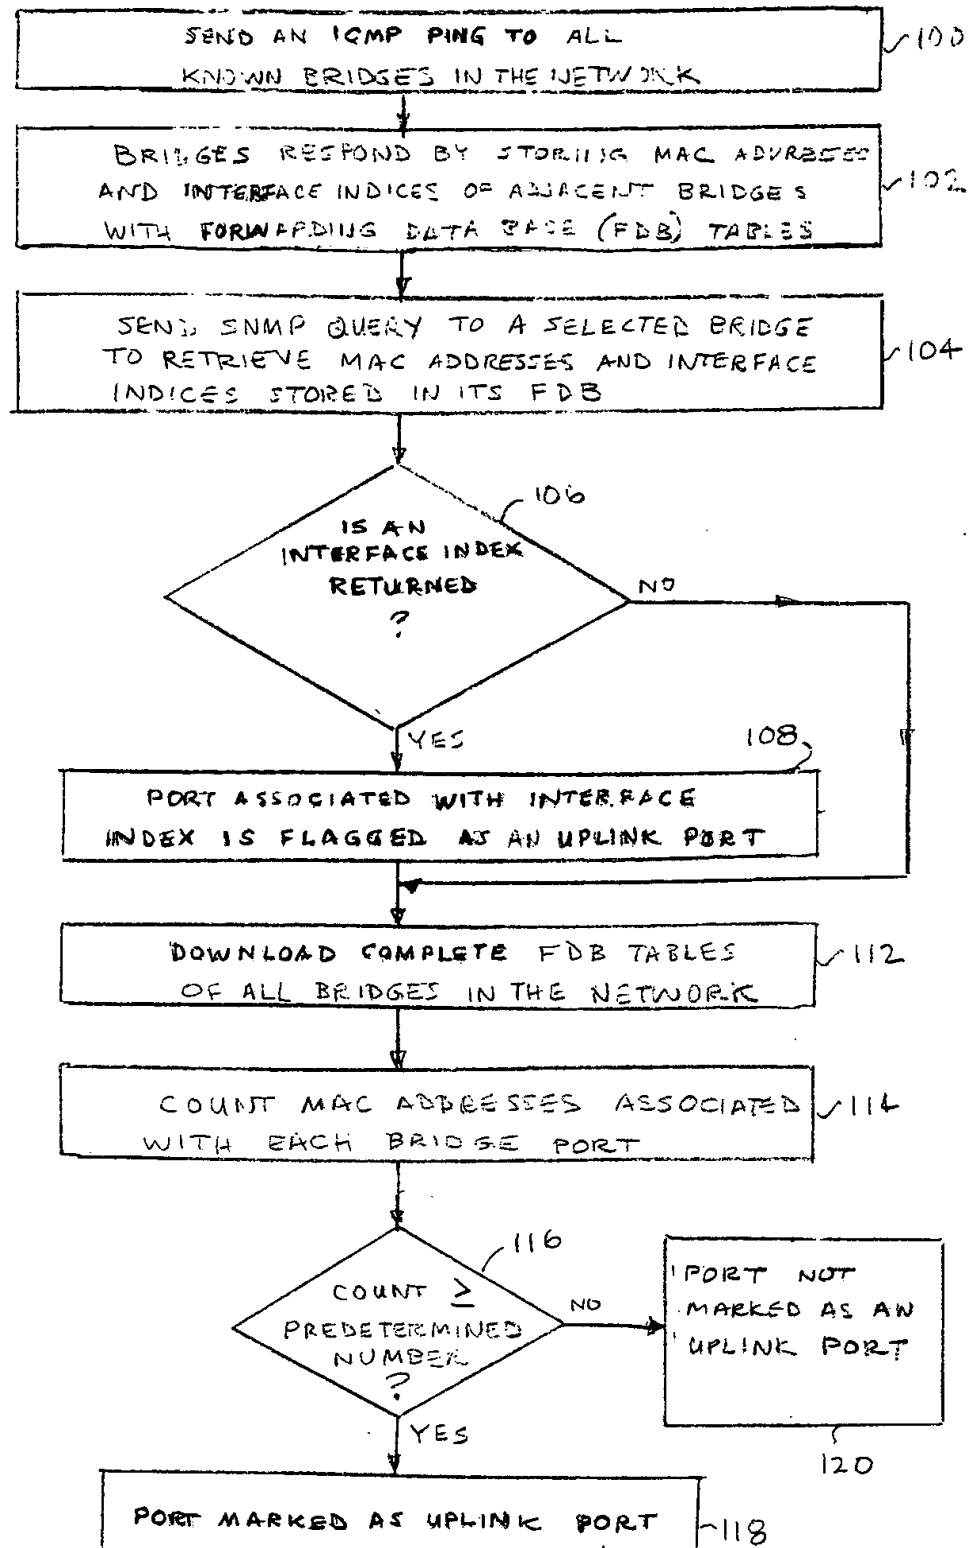 SEND AN ICMP PING TO ALL
KNOWN BRIDGES IN THE NETWORK
100
BRIDGES RESPOND BY STORING MAC ADDRESSES
AND INTERFACE INDICES OF ADJACENT BRIDGES
WITH FORWARDING DATA BASE (FDB) TABLES
102
SEND SNMP QUERY TO A SELECTED BRIDGE
TO RETRIEVE MAC ADDRESSES AND INTERFACE
INDICES STORED IN ITS FDB
104
106
IS AN
INTERFACE INDEX
RETURNED
?
NO
YES
108
PORT ASSOCIATED WITH INTERFACE
INDEX IS FLAGGED AS AN UPLINK PORT
DOWNLOAD COMPLETE FDB TABLES
OF ALL BRIDGES IN THE NETWORK
112
COUNT MAC ADDRESSES ASSOCIATED
WITH EACH BRIDGE PORT
114
116
COUNT ≥
PREDETERMINED
NUMBER
?
NO
YES
PORT NOT
MARKED AS AN
UPLINK PORT
120
PORT MARKED AS UPLINK PORT
118